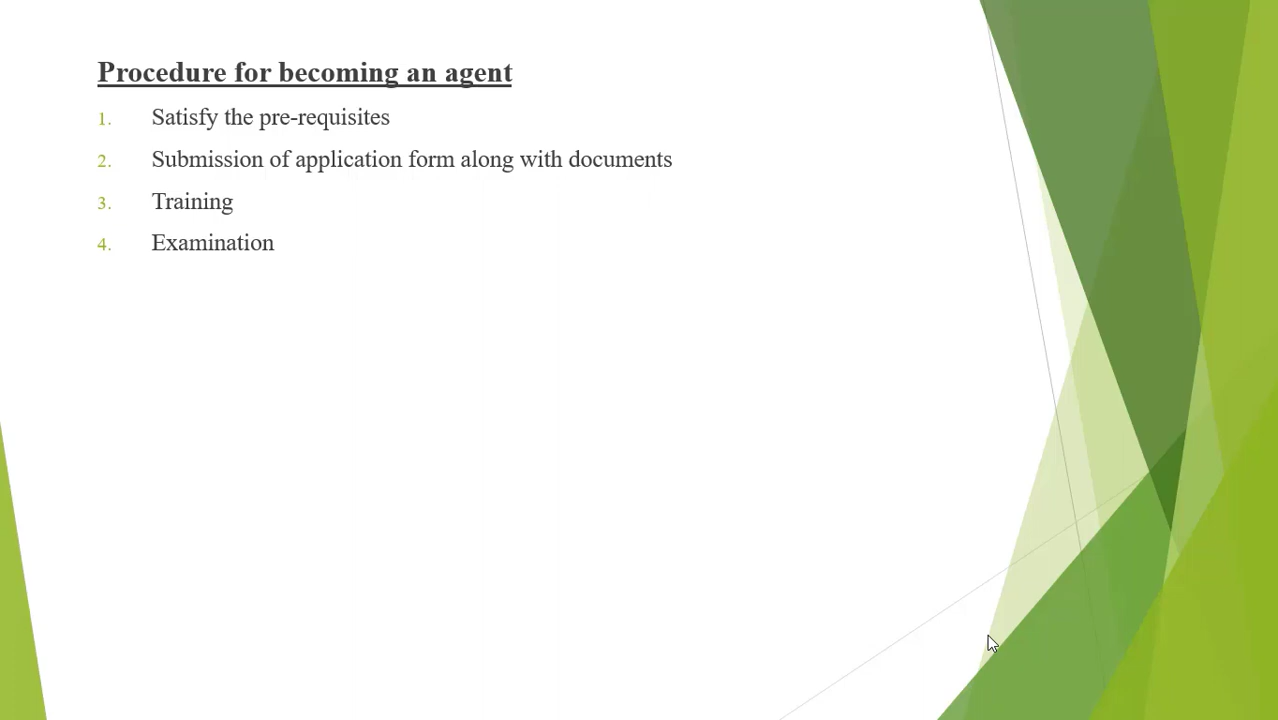 Procedure for becoming an agent
1. Satisfy the pre-requisites
2. Submission of application form along with documents
3. Training
4. Examination